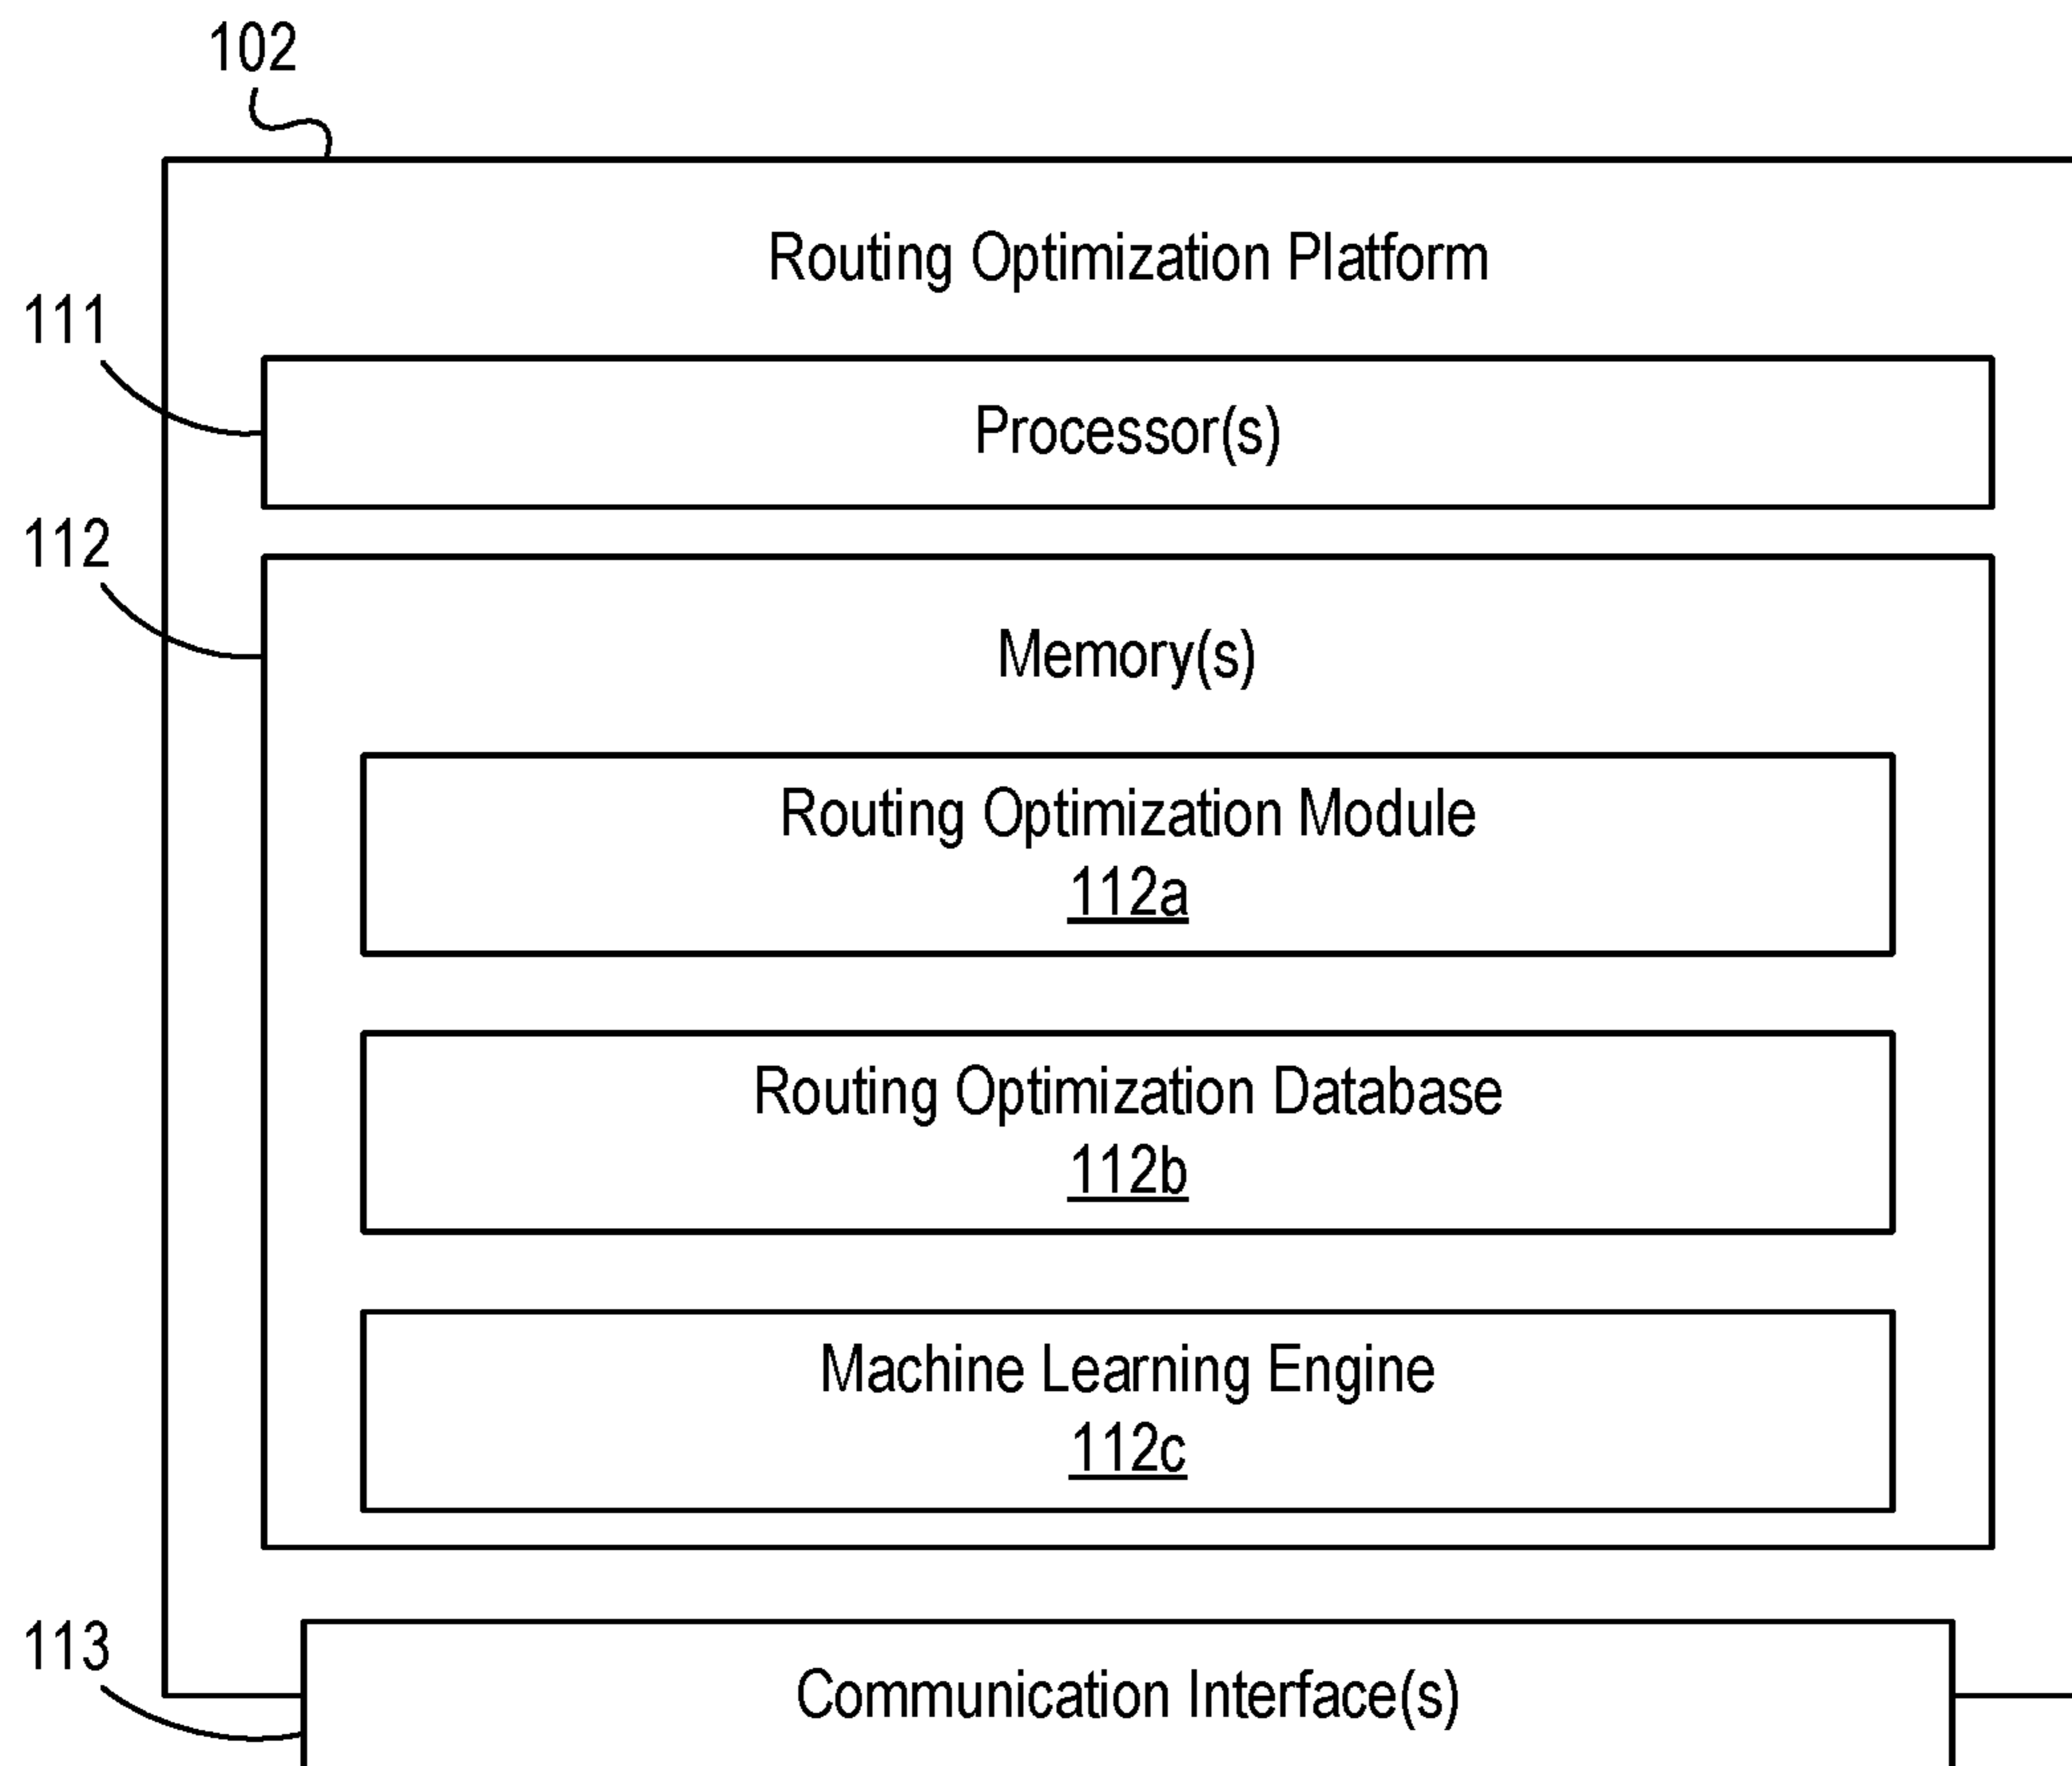 102
Routing Optimization Platform
111
Processor(s)
112
Memory(s)
Routing Optimization Module
112a
Routing Optimization Database
112b
Machine Learning Engine
112c
113
Communication Interface(s)